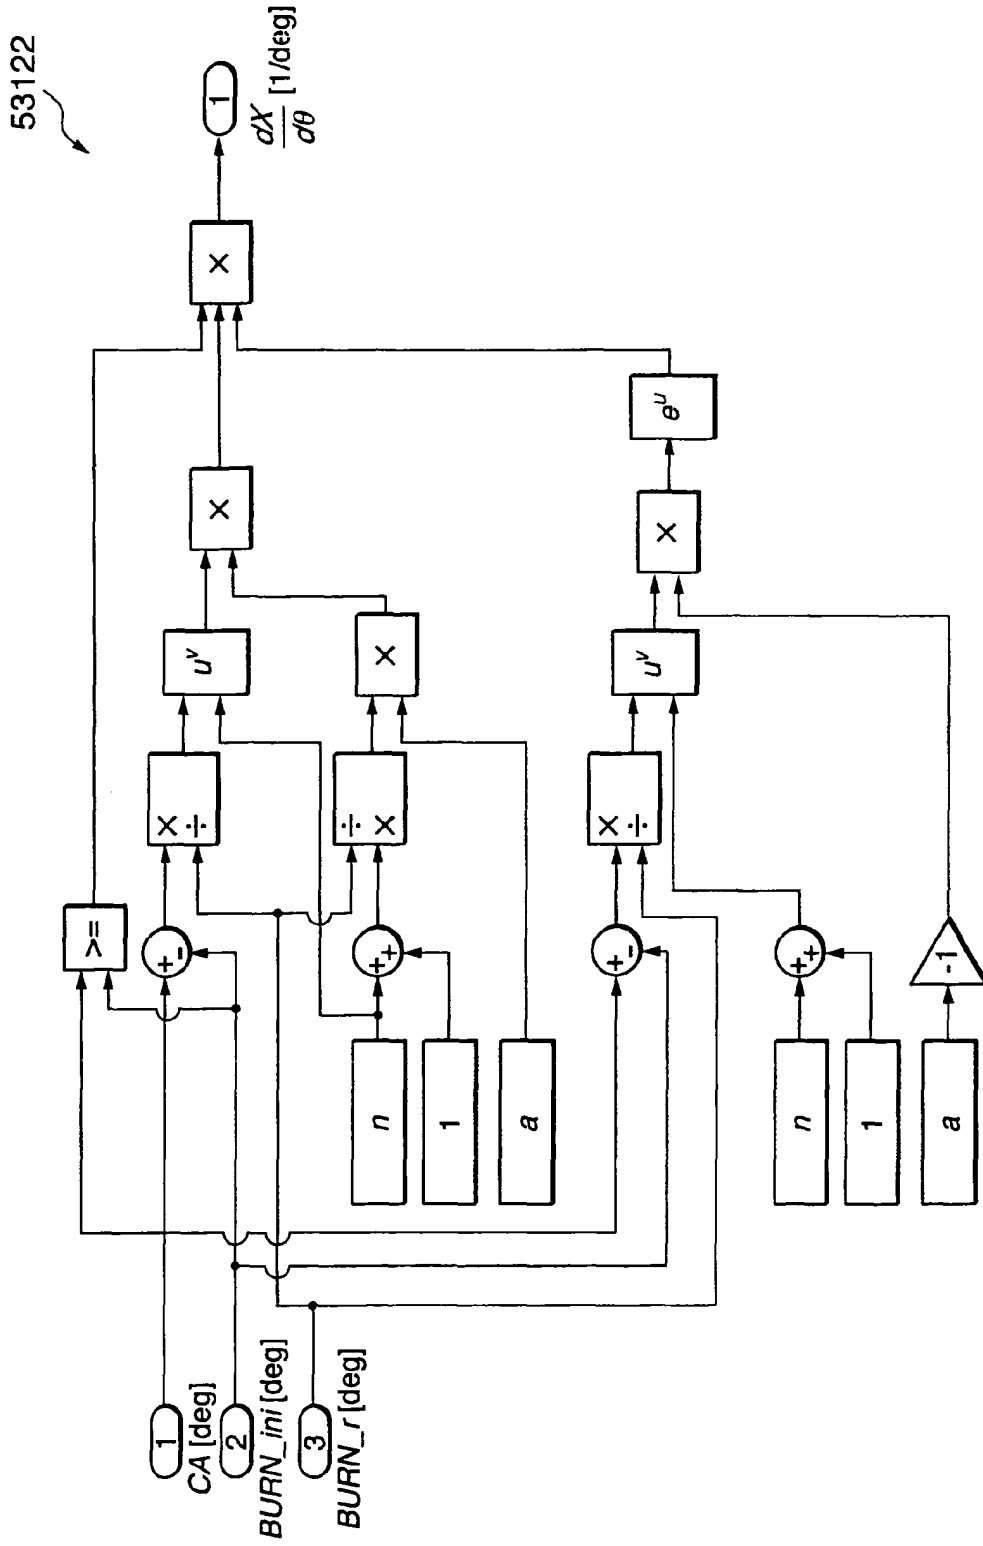 53122
1
dX/dθ [1/deg]
×
>=
×
e^u
×
u^v
×
u^v
× ÷
÷ ×
× ÷
+ -
+ +
+ -
+ +
-1
n
1
a
n
1
a
1
CA [deg]
2
BURN_ini [deg]
3
BURN_r [deg]